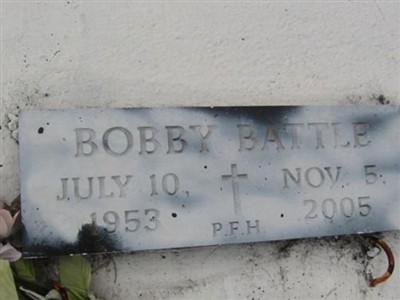 BOBBY BATTLE
JULY 10, NOV. 5
1953 2005
P.F.H